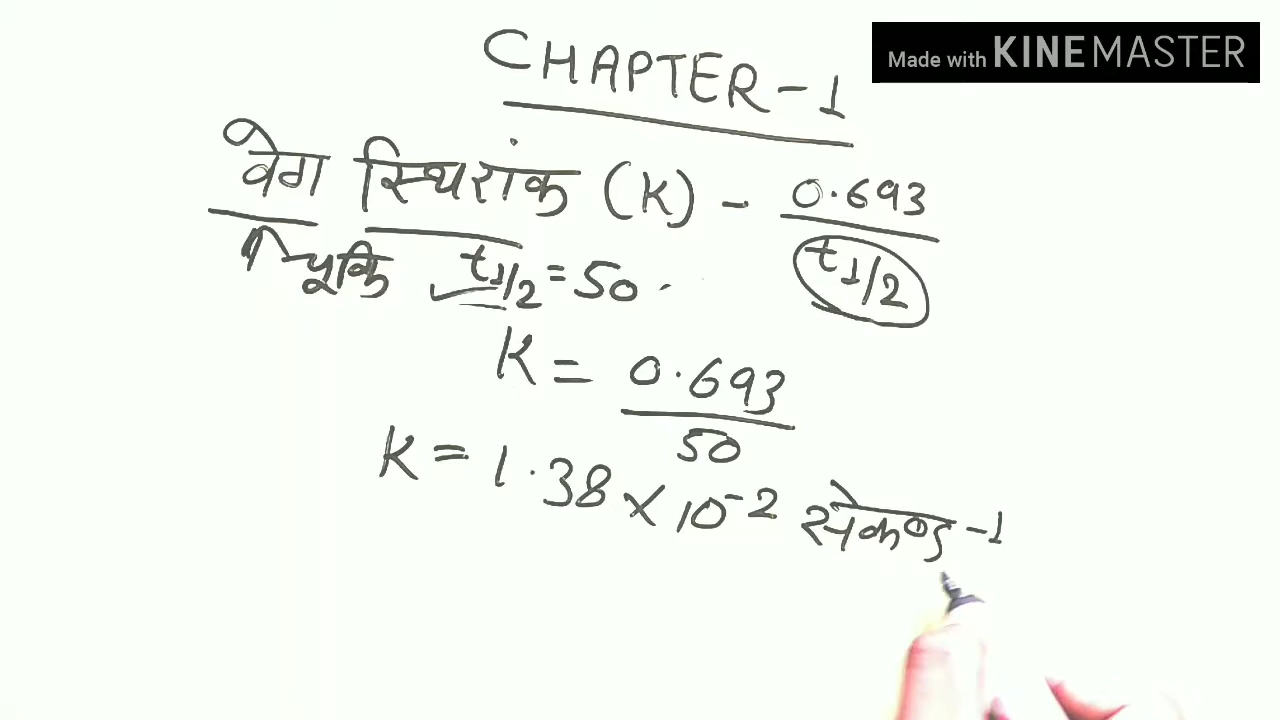 Made with KINEMASTER
CHAPTER-1
वेग स्थिरांक (K) - 0.693
t1/2
चूकि t1/2 = 50
K = 0.693
50
K = 1.38 × 10-2 सेकण्ड-1